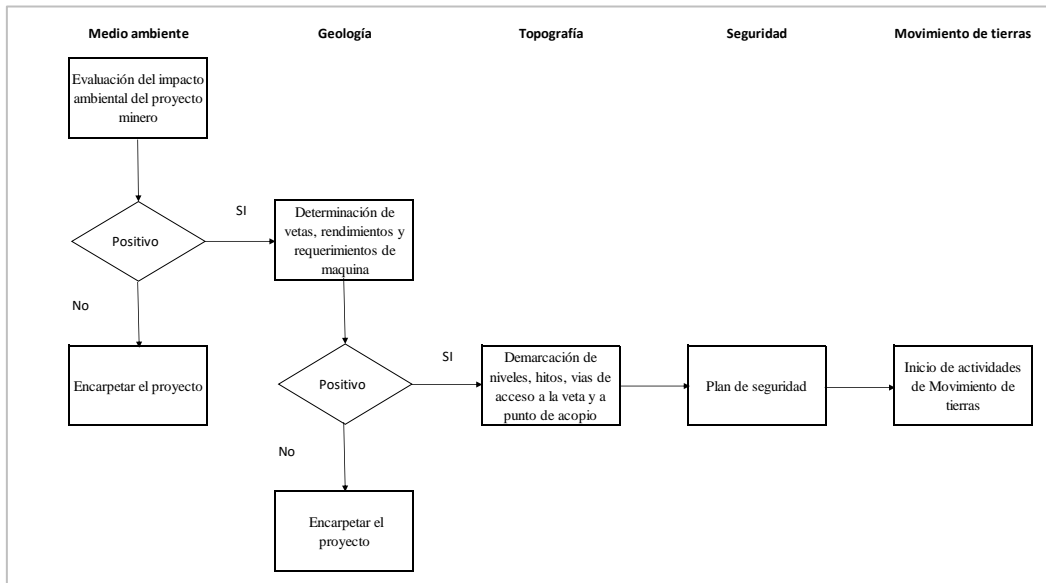 Medio ambiente
Geología
Topografía
Seguridad
Movimiento de tierras
Evaluación del impacto
ambiental del proyecto
minero
Positivo
SI
No
Encarpetar el proyecto
Determinación de
vetas, rendimientos y
requerimientos de
maquina
Positivo
SI
No
Encarpetar el
proyecto
Demarcación de
niveles, hitos, vias de
acceso a la veta y a
punto de acopio
Plan de seguridad
Inicio de actividades
de Movimiento de
tierras